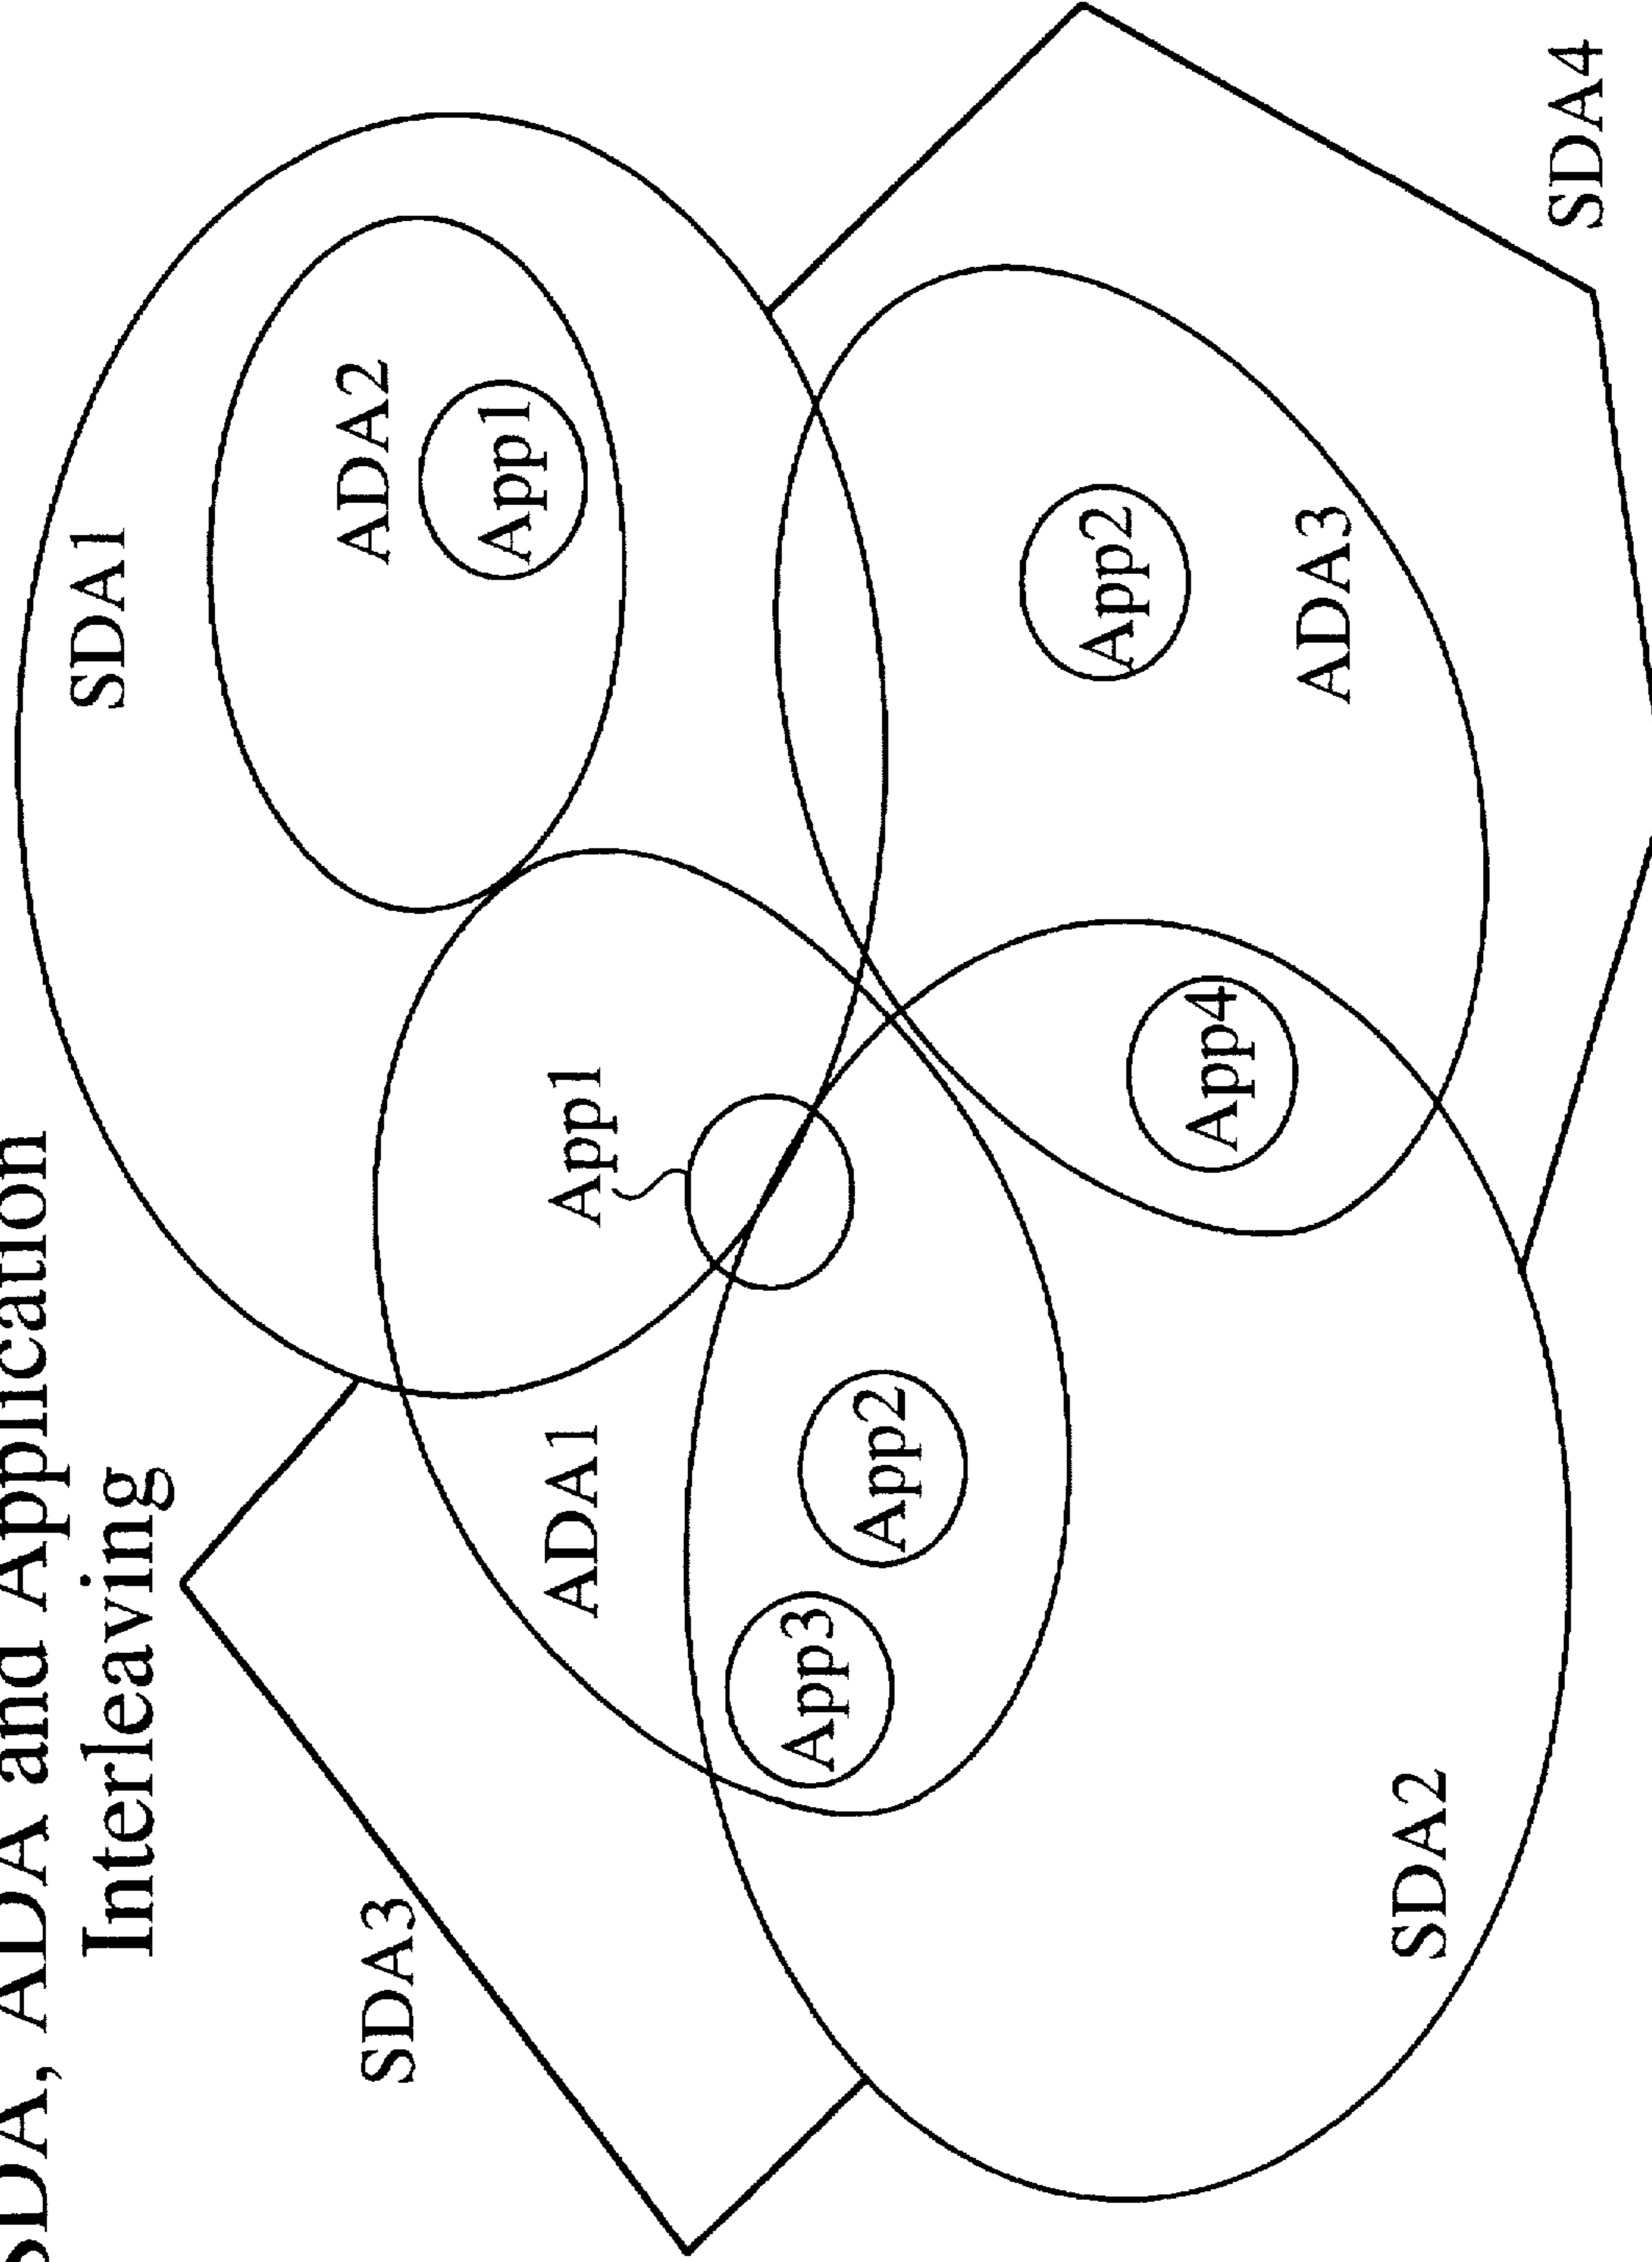 SDA, ADA and Application
Interleaving
SDA1
SDA3
ADA2
App1
ADA1
App1
App3
App2
App2
App4
ADA3
SDA2
SDA4